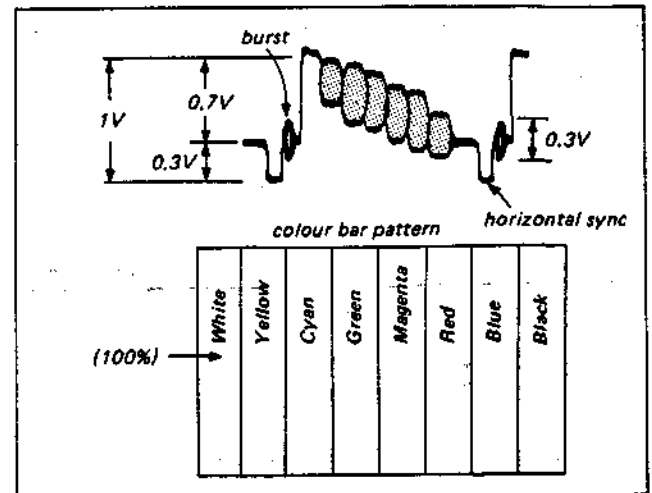 burst
0.7V
1V
0.3V
0.3V
horizontal sync
colour bar pattern
White
Yellow
Cyan
Green
Magenta
Red
Blue
Black
(100%)